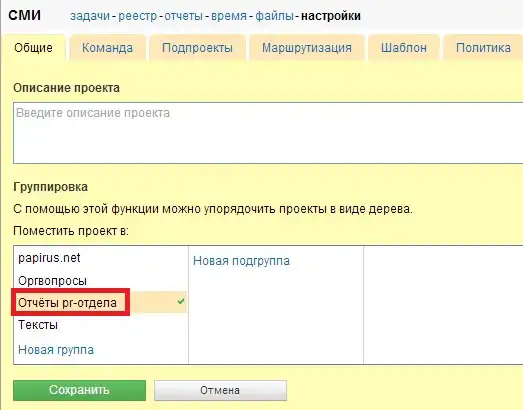 СМИ задачи - реестр - отчеты - время - файлы - настройки
Общие Команда Подпроекты Маршрутизация Шаблон Политика
Описание проекта
Введите описание проекта
Группировка
С помощью этой функции можно упорядочить проекты в виде дерева.
Поместить проект в:
papirus.net
Новая подгруппа
Оргвопросы
Отчёты pr-отдела
Тексты
Новая группа
Сохранить Отмена